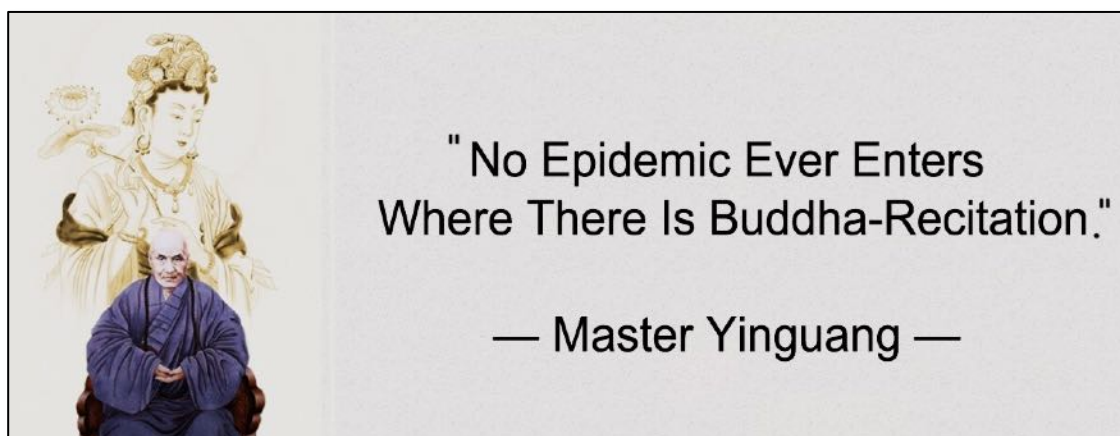 "No Epidemic Ever Enters
Where There Is Buddha-Recitation."
— Master Yinguang —